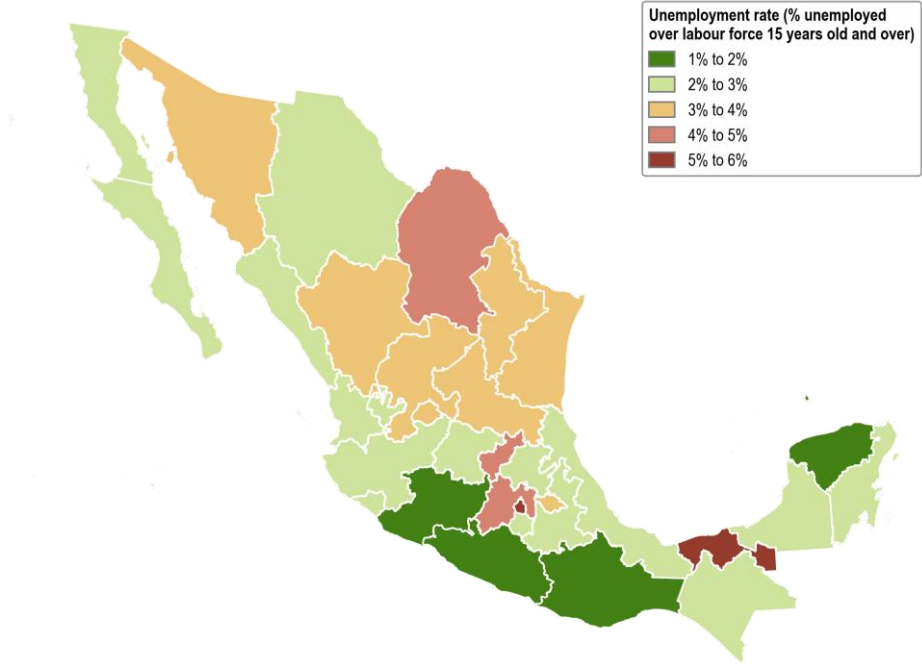 Unemployment rate (% unemployed
over labour force 15 years old and over)
1% to 2%
2% to 3%
3% to 4%
4% to 5%
5% to 6%